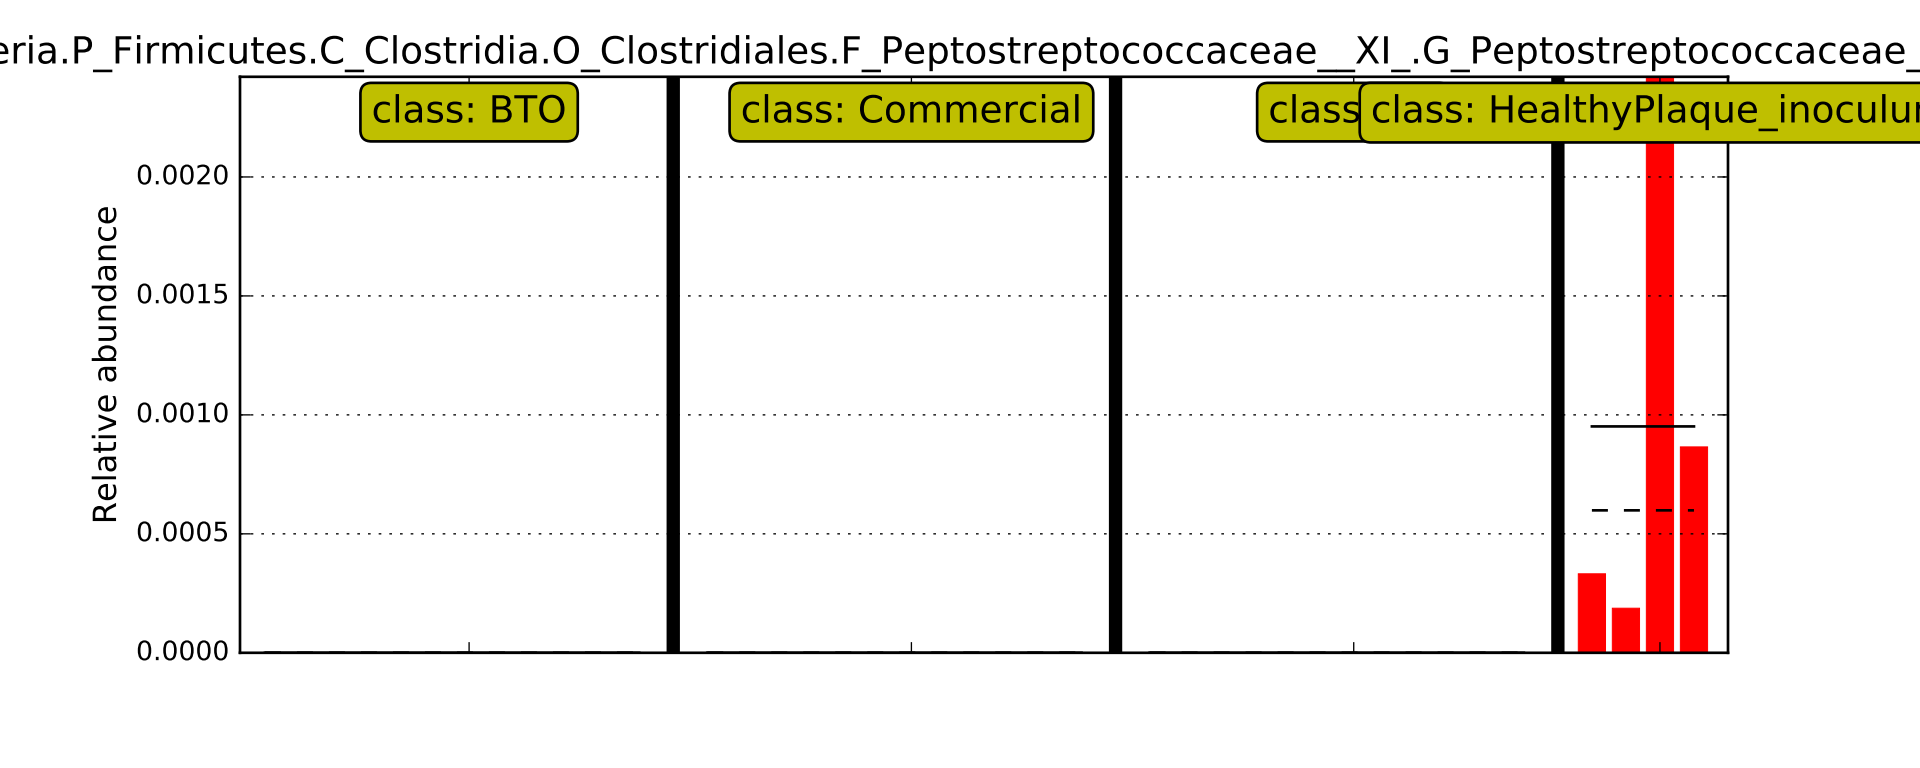 eria.P_Firmicutes.C_Clostridia.O_Clostridiales.F_Peptostreptococcaceae__XI_.G_Peptostreptococcaceae_
class: BTO
class: Commercial
class
class: HealthyPlaque_inoculu
0.0020
0.0015
0.0010
0.0005
0.0000
Relative abundance